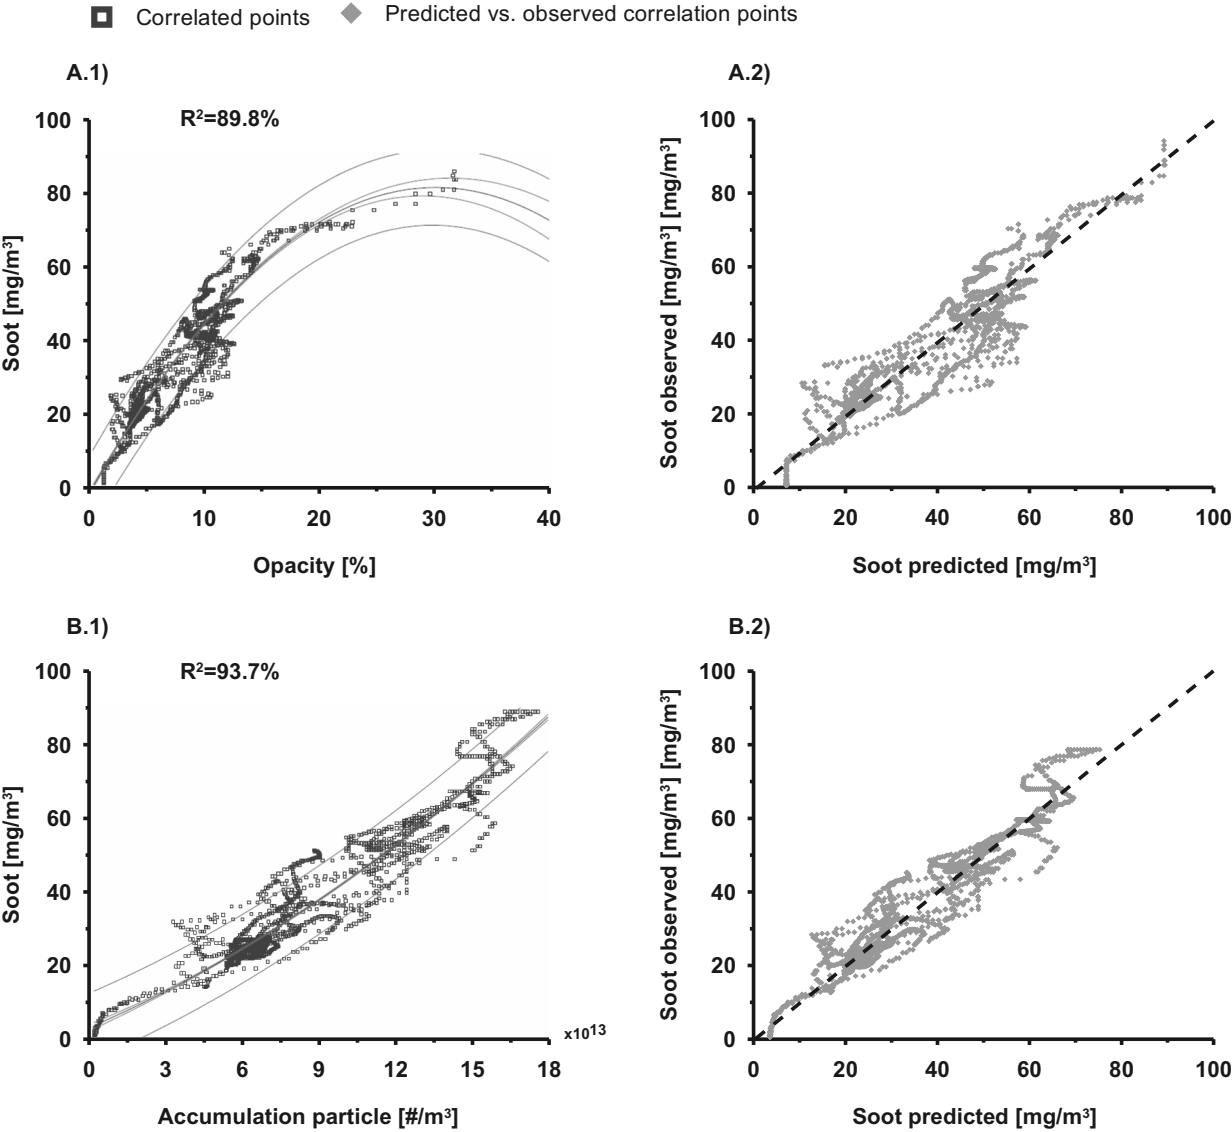 Correlated points Predicted vs. observed correlation points
A.1)
R²=89.8%
Soot [mg/m³]
100
80
60
40
20
0
0 10 20 30 40
Opacity [%]
A.2)
Soot observed [mg/m³] [mg/m³]
100
80
60
40
20
0
0 20 40 60 80 100
Soot predicted [mg/m³]
B.1)
R²=93.7%
Soot [mg/m³]
100
80
60
40
20
0
x10¹³
0 3 6 9 12 15 18
Accumulation particle [#/m³]
B.2)
Soot observed [mg/m³] [mg/m³]
100
80
60
40
20
0
0 20 40 60 80 100
Soot predicted [mg/m³]